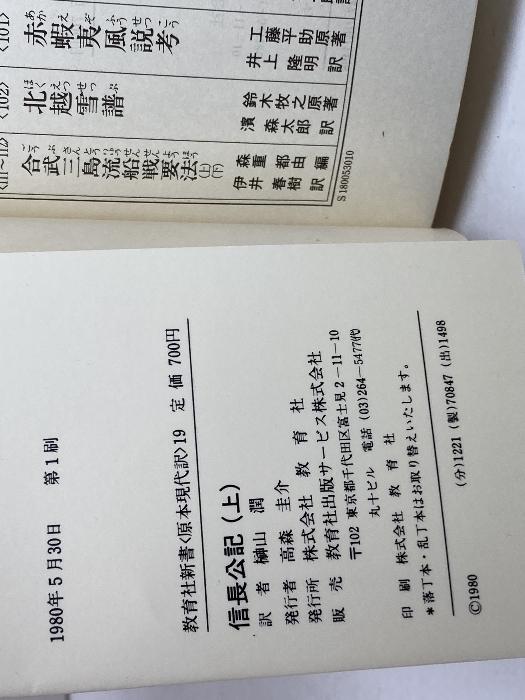 〈101〉 赤蝦夷風説考 工藤平助原著 井上隆明訳
〈102〉 北越雪譜 鈴木牧之原著 濱森太郎訳
合武三島流船戦要法(上)(下) 森重都由編 伊井春樹訳
S 180053010
1980年5月30日 第1刷
教育社新書〈原本現代訳〉19 定価 700円
信長公記(上)
訳者 榊山潤
発行者 高森圭介
発行所 株式会社 教育社
販売 教育社出版サービス株式会社
〒102 東京都千代田区富士見2-11-10
丸十ビル 電話 (03)264-5477代
印刷 株式会社 教育社
*落丁本・乱丁本はお取り替えいたします。
(分)1221 (製)70847 (出)1498
©1980